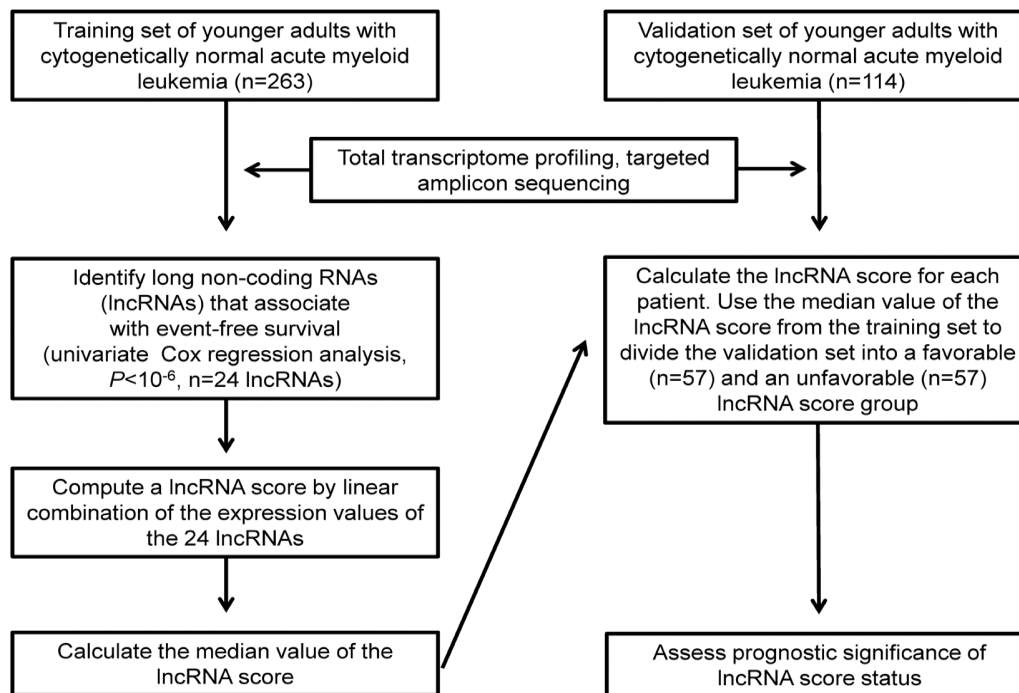 Training set of younger adults with
cytogenetically normal acute myeloid
leukemia (n=263)
Validation set of younger adults with
cytogenetically normal acute myeloid
leukemia (n=114)
Total transcriptome profiling, targeted
amplicon sequencing
Identify long non-coding RNAs
(lncRNAs) that associate
with event-free survival
(univariate Cox regression analysis,
P<10⁻⁶, n=24 lncRNAs)
Compute a lncRNA score by linear
combination of the expression values of
the 24 lncRNAs
Calculate the median value of the
lncRNA score
Calculate the lncRNA score for each
patient. Use the median value of the
lncRNA score from the training set to
divide the validation set into a favorable
(n=57) and an unfavorable (n=57)
lncRNA score group
Assess prognostic significance of
lncRNA score status